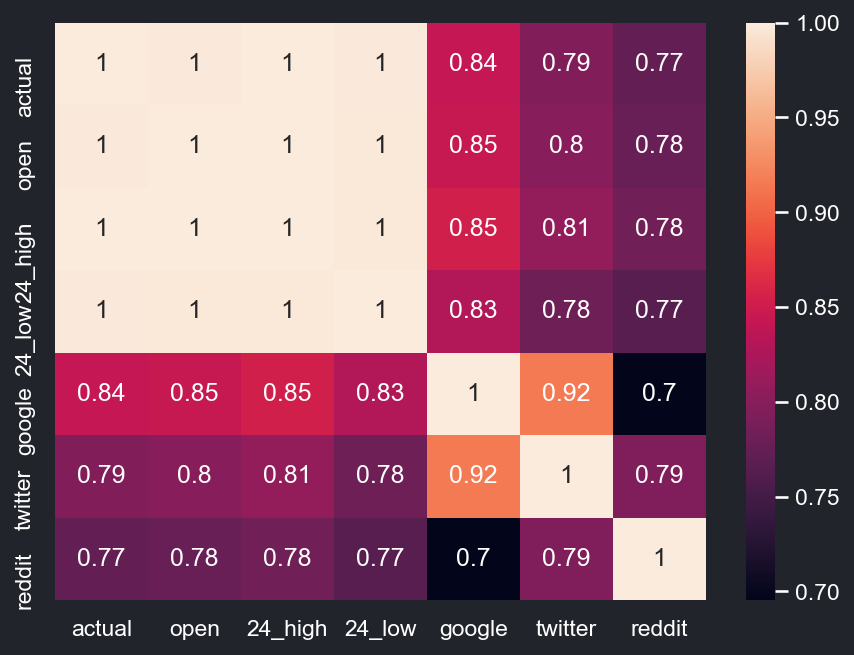 actual 1 1 1 1 0.84 0.79 0.77
open 1 1 1 1 0.85 0.8 0.78
24_high 1 1 1 1 0.85 0.81 0.78
24_low 1 1 1 1 0.83 0.78 0.77
google 0.84 0.85 0.85 0.83 1 0.92 0.7
twitter 0.79 0.8 0.81 0.78 0.92 1 0.79
reddit 0.77 0.78 0.78 0.77 0.7 0.79 1
actual open 24_high 24_low google twitter reddit
1.00
0.95
0.90
0.85
0.80
0.75
0.70